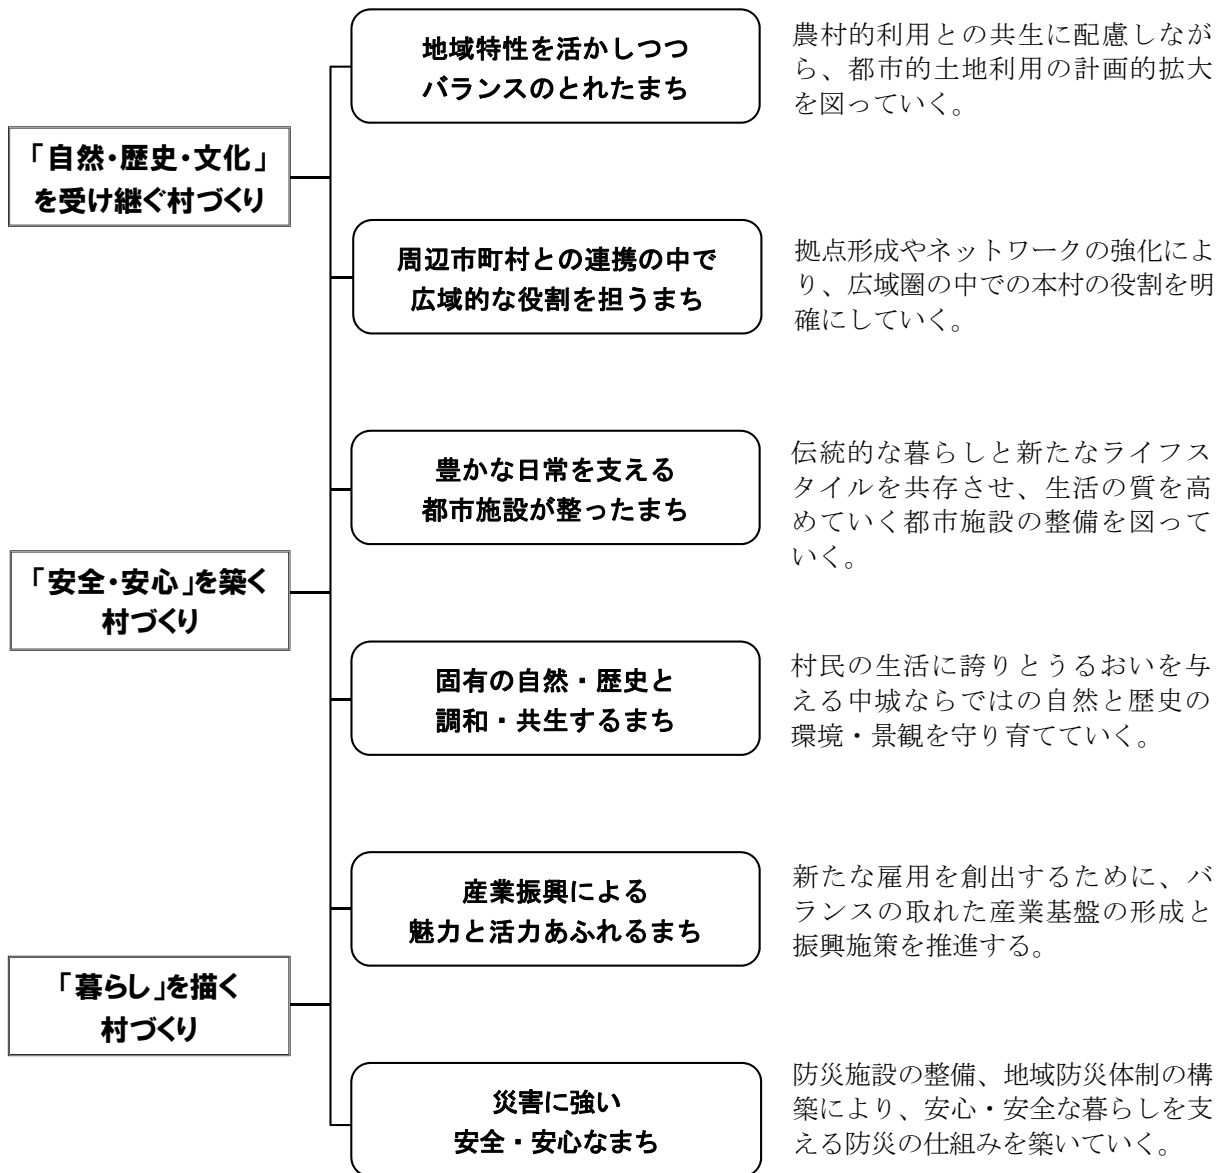 地域特性を活かしつつ
バランスのとれたまち
農村的利用との共生に配慮しなが
ら、都市的土地利用の計画的拡大
を図っていく。
「自然・歴史・文化」
を受け継ぐ村づくり
周辺市町村との連携の中で
広域的な役割を担うまち
拠点形成やネットワークの強化によ
り、広域圏の中での本村の役割を明
確にしていく。
豊かな日常を支える
都市施設が整ったまち
伝統的な暮らしと新たなライフス
タイルを共存させ、生活の質を高
めていく都市施設の整備を図って
いく。
「安全・安心」を築く
村づくり
固有の自然・歴史と
調和・共生するまち
村民の生活に誇りとうるおいを与
える中城ならではの自然と歴史の
環境・景観を守り育てていく。
産業振興による
魅力と活力あふれるまち
新たな雇用を創出するために、バ
ランスの取れた産業基盤の形成と
振興施策を推進する。
「暮らし」を描く
村づくり
災害に強い
安全・安心なまち
防災施設の整備、地域防災体制の構
築により、安心・安全な暮らしを支
える防災の仕組みを築いていく。